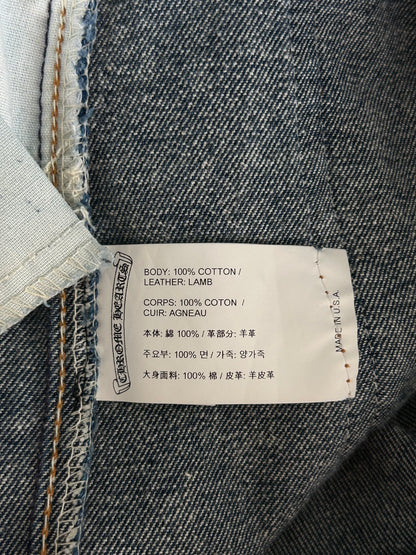 CHROME HEARTS
BODY: 100% COTTON /
LEATHER: LAMB
CORPS: 100% COTON /
CUIR: AGNEAU
本体: 綿 100% / 革部分: 羊革
주요부: 100% 면 / 가죽: 양가죽
大身面料: 100% 棉 / 皮革: 羊皮革
MADE IN U.S.A.